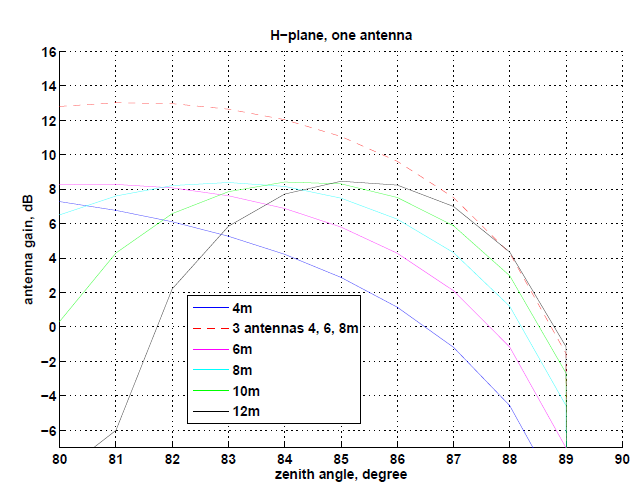 H−plane, one antenna
16
14
12
10
8
6
4
2
0
−2
−4
−6
antenna gain, dB
4m
3 antennas 4, 6, 8m
6m
8m
10m
12m
80 81 82 83 84 85 86 87 88 89 90
zenith angle, degree